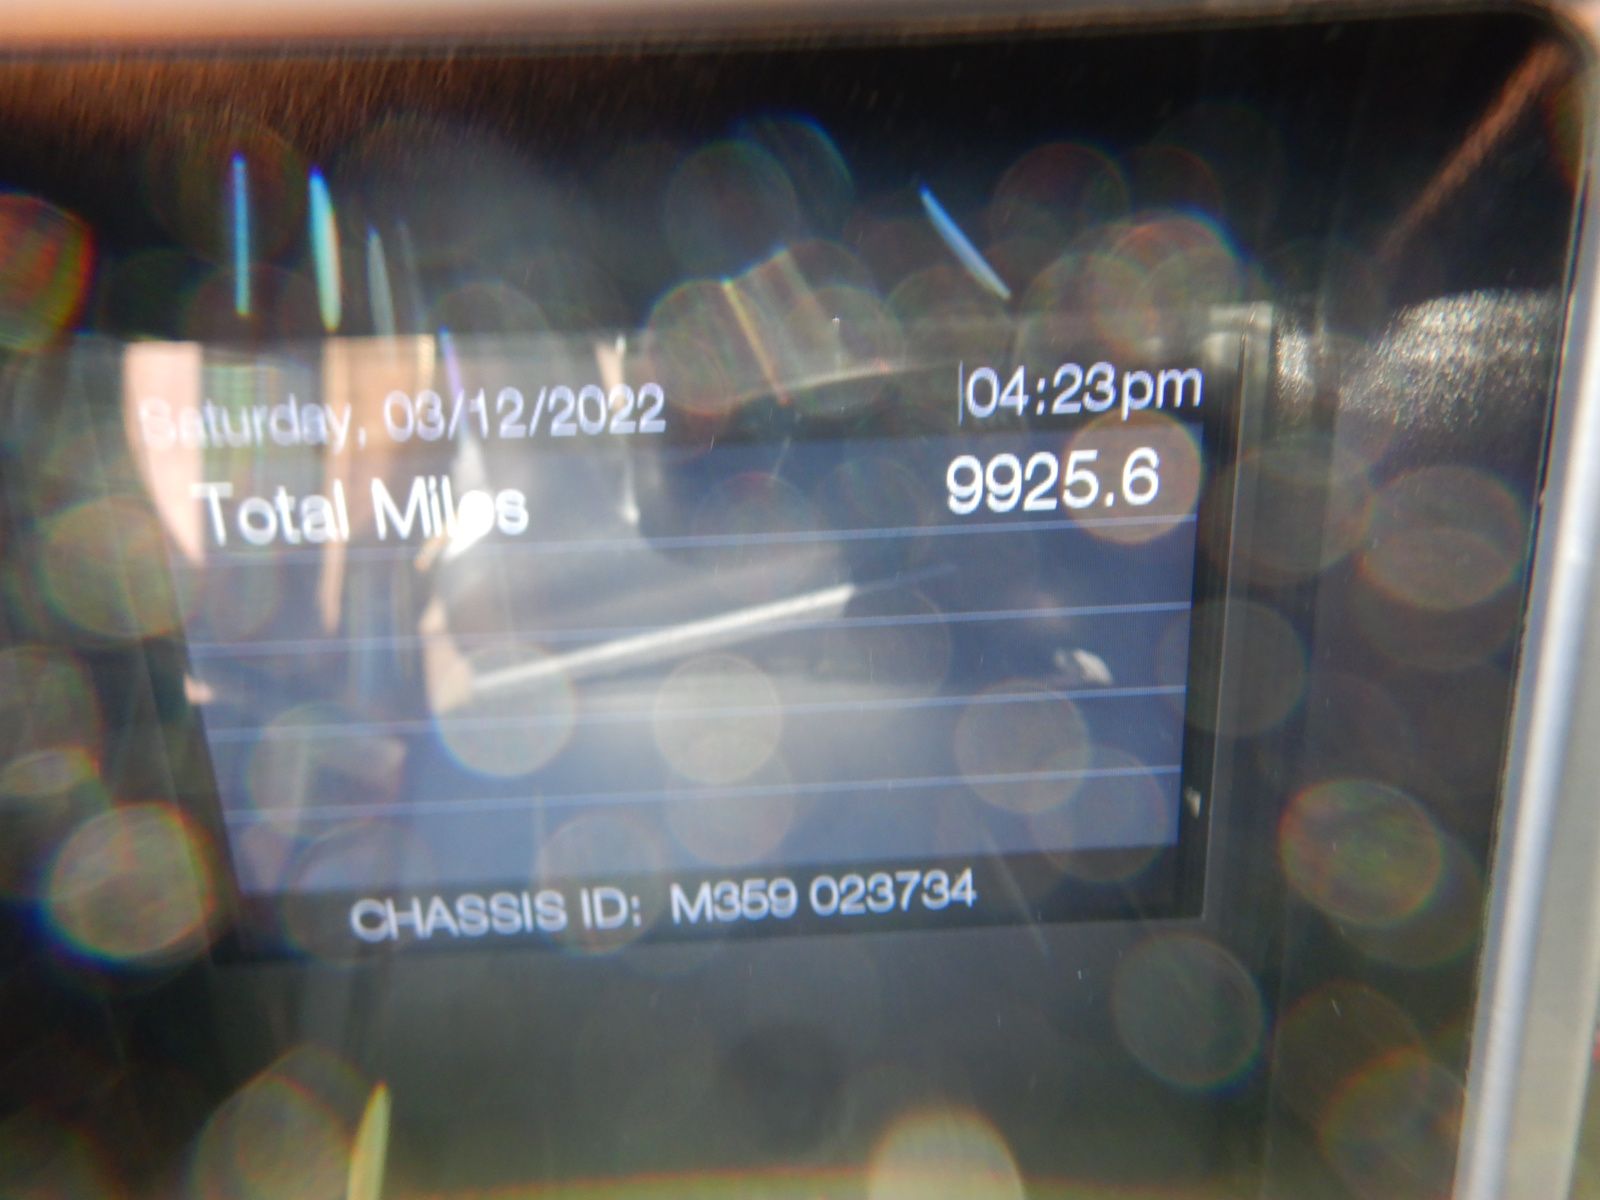 Saturday, 03/12/2022 04:23pm
Total Miles 9925.6
CHASSIS ID: M359 023734